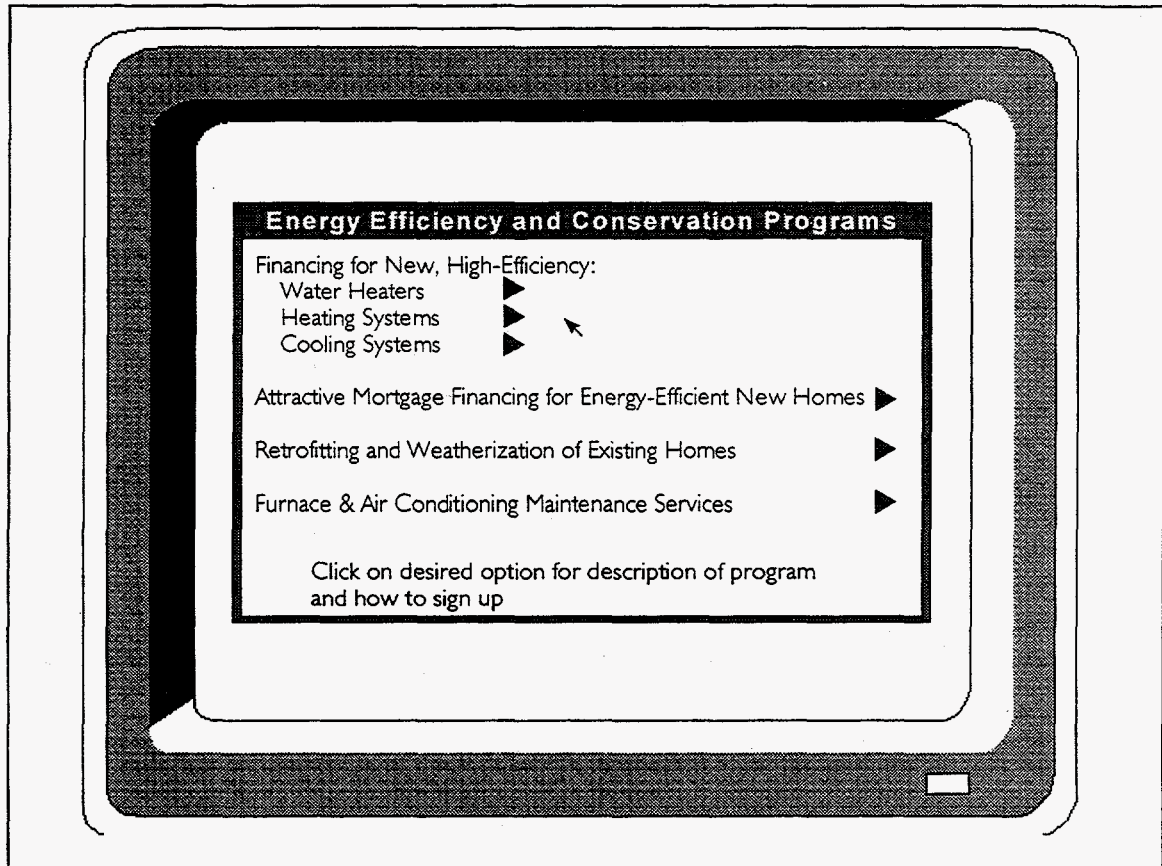 Energy Efficiency and Conservation Programs
Financing for New, High-Efficiency:
Water Heaters
Heating Systems
Cooling Systems
Attractive Mortgage Financing for Energy-Efficient New Homes
Retrofitting and Weatherization of Existing Homes
Furnace & Air Conditioning Maintenance Services
Click on desired option for description of program
and how to sign up